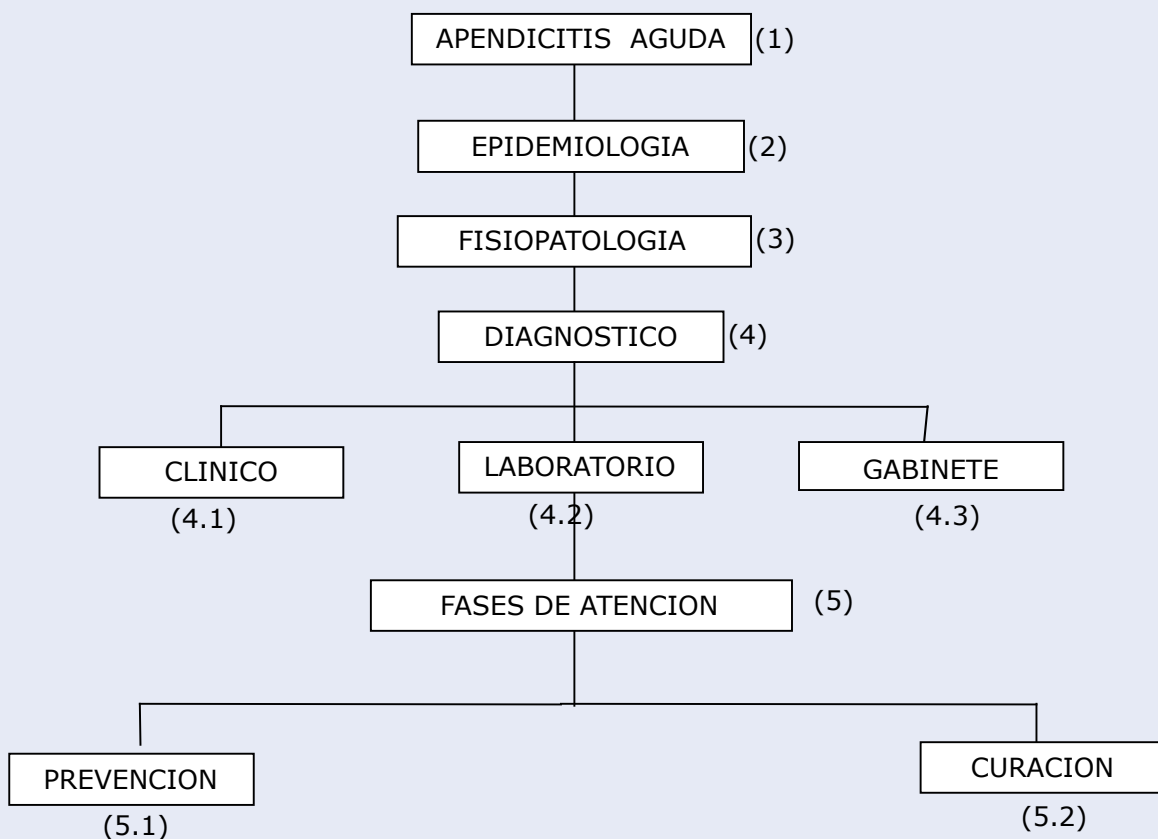 APENDICITIS AGUDA (1)
EPIDEMIOLOGIA (2)
FISIOPATOLOGIA (3)
DIAGNOSTICO (4)
CLINICO LABORATORIO GABINETE
(4.1) (4.2) (4.3)
FASES DE ATENCION (5)
PREVENCION CURACION
(5.1) (5.2)